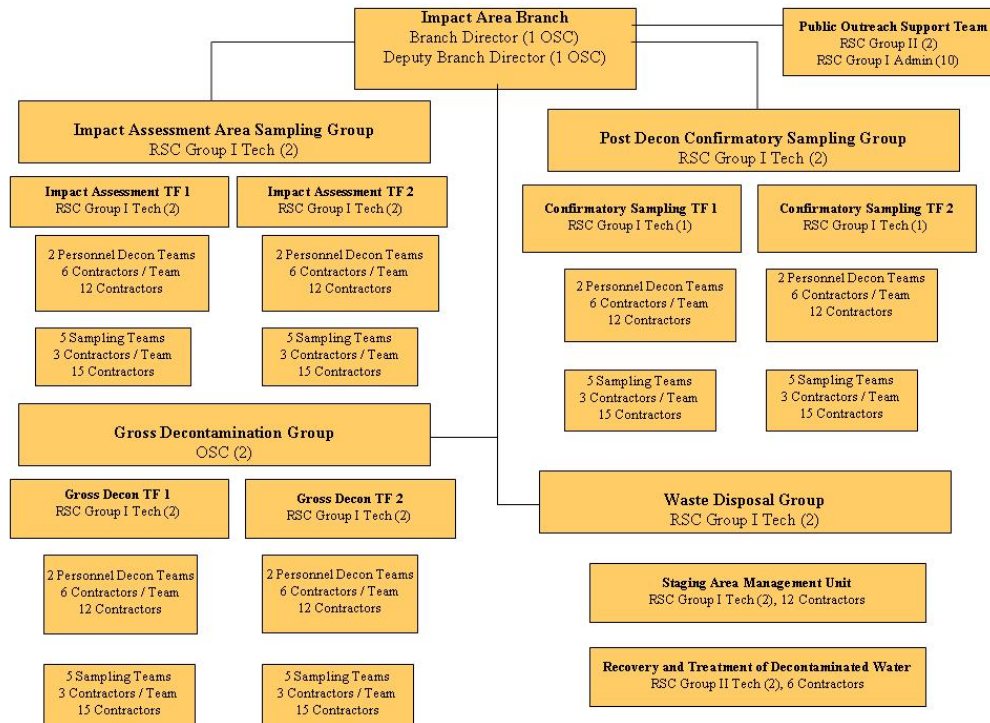 Impact Area Branch
Branch Director (1 OSC)
Deputy Branch Director (1 OSC)
Public Outreach Support Team
RSC Group II (2)
RSC Group I Admin (10)
Impact Assessment Area Sampling Group
RSC Group I Tech (2)
Post Decon Confirmatory Sampling Group
RSC Group I Tech (2)
Impact Assessment TF 1
RSC Group I Tech (2)
Impact Assessment TF 2
RSC Group I Tech (2)
Confirmatory Sampling TF 1
RSC Group I Tech (1)
Confirmatory Sampling TF 2
RSC Group I Tech (1)
2 Personnel Decon Teams
6 Contractors / Team
12 Contractors
2 Personnel Decon Teams
6 Contractors / Team
12 Contractors
2 Personnel Decon Teams
6 Contractors / Team
12 Contractors
2 Personnel Decon Teams
6 Contractors / Team
12 Contractors
5 Sampling Teams
3 Contractors / Team
15 Contractors
5 Sampling Teams
3 Contractors / Team
15 Contractors
5 Sampling Teams
3 Contractors / Team
15 Contractors
5 Sampling Teams
3 Contractors / Team
15 Contractors
Gross Decontamination Group
OSC (2)
Gross Decon TF 1
RSC Group I Tech (2)
Gross Decon TF 2
RSC Group I Tech (2)
Waste Disposal Group
RSC Group I Tech (2)
2 Personnel Decon Teams
6 Contractors / Team
12 Contractors
2 Personnel Decon Teams
6 Contractors / Team
12 Contractors
Staging Area Management Unit
RSC Group I Tech (2), 12 Contractors
5 Sampling Teams
3 Contractors / Team
15 Contractors
5 Sampling Teams
3 Contractors / Team
15 Contractors
Recovery and Treatment of Decontaminated Water
RSC Group II Tech (2), 6 Contractors